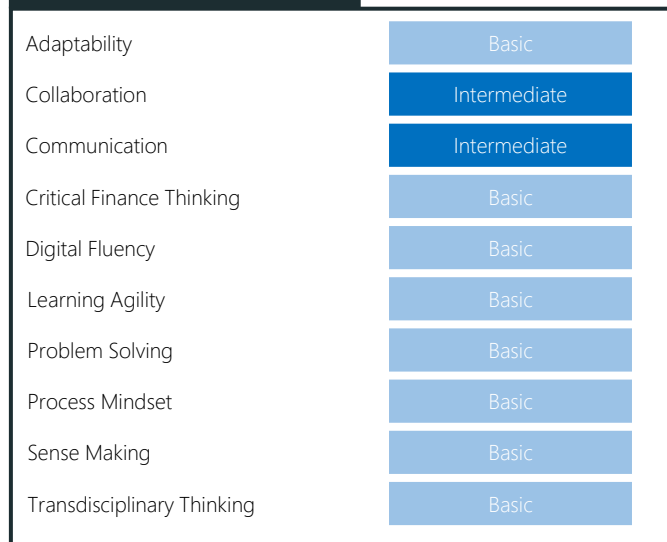 Adaptability Basic
Collaboration Intermediate
Communication Intermediate
Critical Finance Thinking Basic
Digital Fluency Basic
Learning Agility Basic
Problem Solving Basic
Process Mindset Basic
Sense Making Basic
Transdisciplinary Thinking Basic